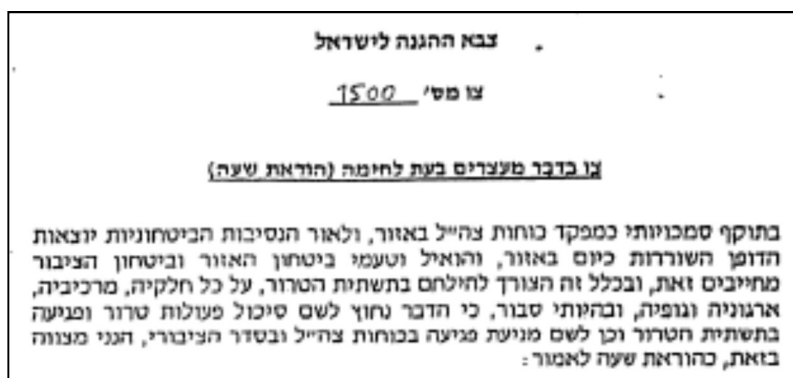 צבא ההגנה לישראל
צו מס' 1500
צו בדבר מעצרים בעת לחימה (הוראת שעה)
בתוקף סמכויותי כמפקד כוחות צה"ל באזור, ולאור הנסיבות הביטחוניות יוצאות
הדופן השוררות כיום באזור, והואיל וטעמי ביטחון האזור וביטחון הציבור
מחייבים זאת, ובכלל זה הצורך להילחם בתשתית הטרור, על כל חלקיה, מרכיביה,
ארגוניה וגופיה, ובהיותי סבור, כי הדבר נחוץ לשם סיכול פעולות טרור ופגיעה
בתשתית הטרור וכן לשם מניעת פגיעה בכוחות צה"ל ובסדר הציבורי, הנני מצווה
בזאת, כהוראת שעה לאמור: